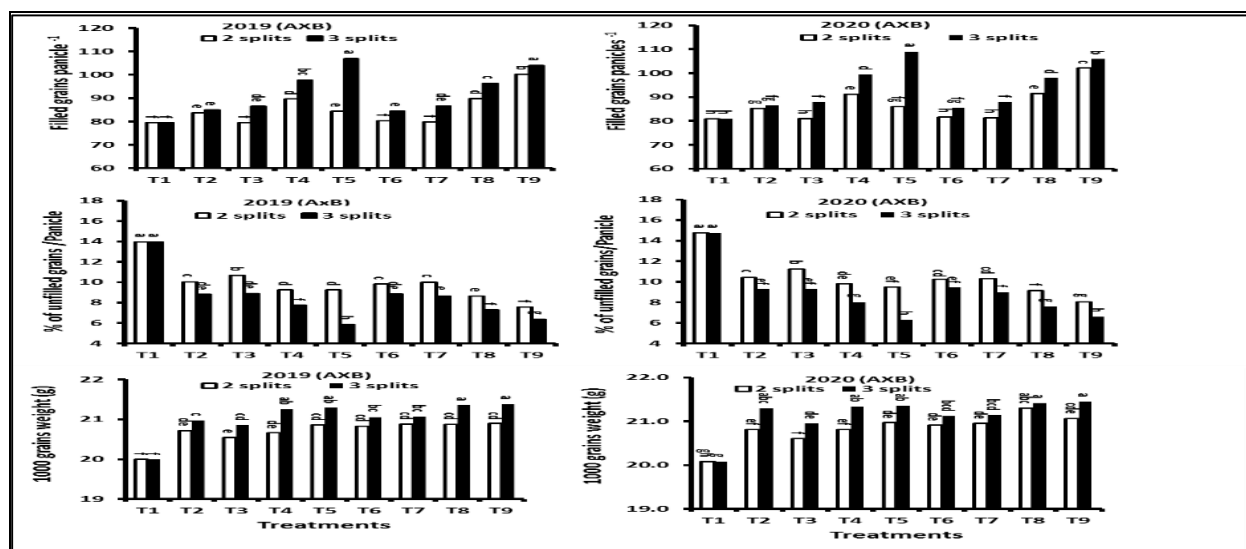 2019 (AXB)
2 splits 3 splits
Filled grains panicle -1
120
110
100
90
80
70
60
T1 T2 T3 T4 T5 T6 T7 T8 T9
2020 (AXB)
2 splits 3 splits
Filled grains panicles -1
120
110
100
90
80
70
60
T1 T2 T3 T4 T5 T6 T7 T8 T9
2019 (AxB)
2 splits 3 splits
% of unfilled grains /Panicle
18
16
14
12
10
8
6
4
T1 T2 T3 T4 T5 T6 T7 T8 T9
2020 (AXB)
2 splits 3 splits
% of unfilled grains/Panicle
18
16
14
12
10
8
6
4
T1 T2 T3 T4 T5 T6 T7 T8 T9
2019 (AXB)
2 splits 3 splits
1000 grains weight (g)
22
21
20
19
T1 T2 T3 T4 T5 T6 T7 T8 T9
Treatments
2020 (AXB)
2 splits 3 splits
1000 grains weight (g)
22.0
21.0
20.0
19.0
T1 T2 T3 T4 T5 T6 T7 T8 T9
Treatments